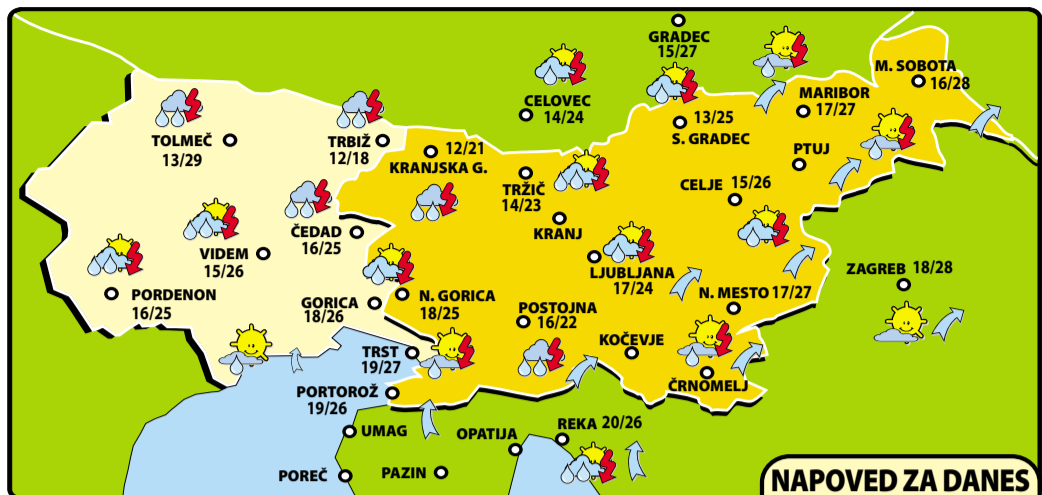 GRADEC
15/27
M. SOBOTA
16/28
MARIBOR
17/27
CELOVEC
14/24
13/25
S. GRADEC
TOLMEČ
13/29
TRBIŽ
12/18
12/21
KRANJSKA G.
PTUJ
TRŽIČ
14/23
CELJE 15/26
KRANJ
ČEDAD
16/25
VIDEM
15/26
LJUBLJANA
17/24
ZAGREB 18/28
PORDENON
16/25
GORICA
18/26
N. GORICA
18/25
N. MESTO 17/27
POSTOJNA
16/22
KOČEVJE
TRST
19/27
ČRNOMELJ
PORTOROŽ
19/26
UMAG
OPATIJA
REKA 20/26
POREČ
PAZIN
NAPOVED ZA DANES